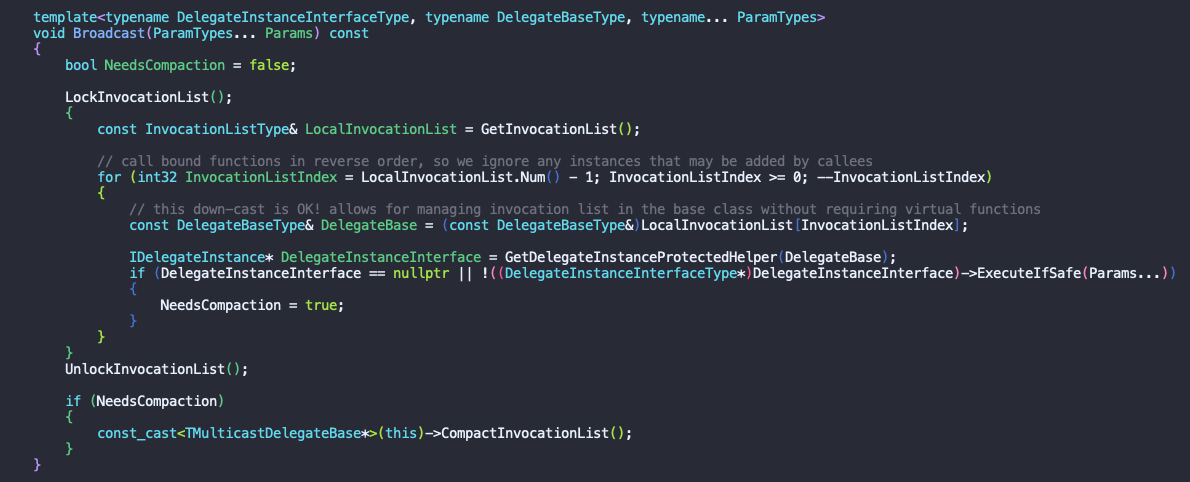 template<typename DelegateInstanceInterfaceType, typename DelegateBaseType, typename... ParamTypes>
void Broadcast(ParamTypes... Params) const
{
    bool NeedsCompaction = false;

    LockInvocationList();
    {
        const InvocationListType& LocalInvocationList = GetInvocationList();

        // call bound functions in reverse order, so we ignore any instances that may be added by callees
        for (int32 InvocationListIndex = LocalInvocationList.Num() - 1; InvocationListIndex >= 0; --InvocationListIndex)
        {
            // this down-cast is OK! allows for managing invocation list in the base class without requiring virtual functions
            const DelegateBaseType& DelegateBase = (const DelegateBaseType&)LocalInvocationList[InvocationListIndex];

            IDelegateInstance* DelegateInstanceInterface = GetDelegateInstanceProtectedHelper(DelegateBase);
            if (DelegateInstanceInterface == nullptr || !((DelegateInstanceInterfaceType*)DelegateInstanceInterface)->ExecuteIfSafe(Params...))
            {
                NeedsCompaction = true;
            }
        }
    }
    UnlockInvocationList();

    if (NeedsCompaction)
    {
        const_cast<TMulticastDelegateBase*>(this)->CompactInvocationList();
    }
}